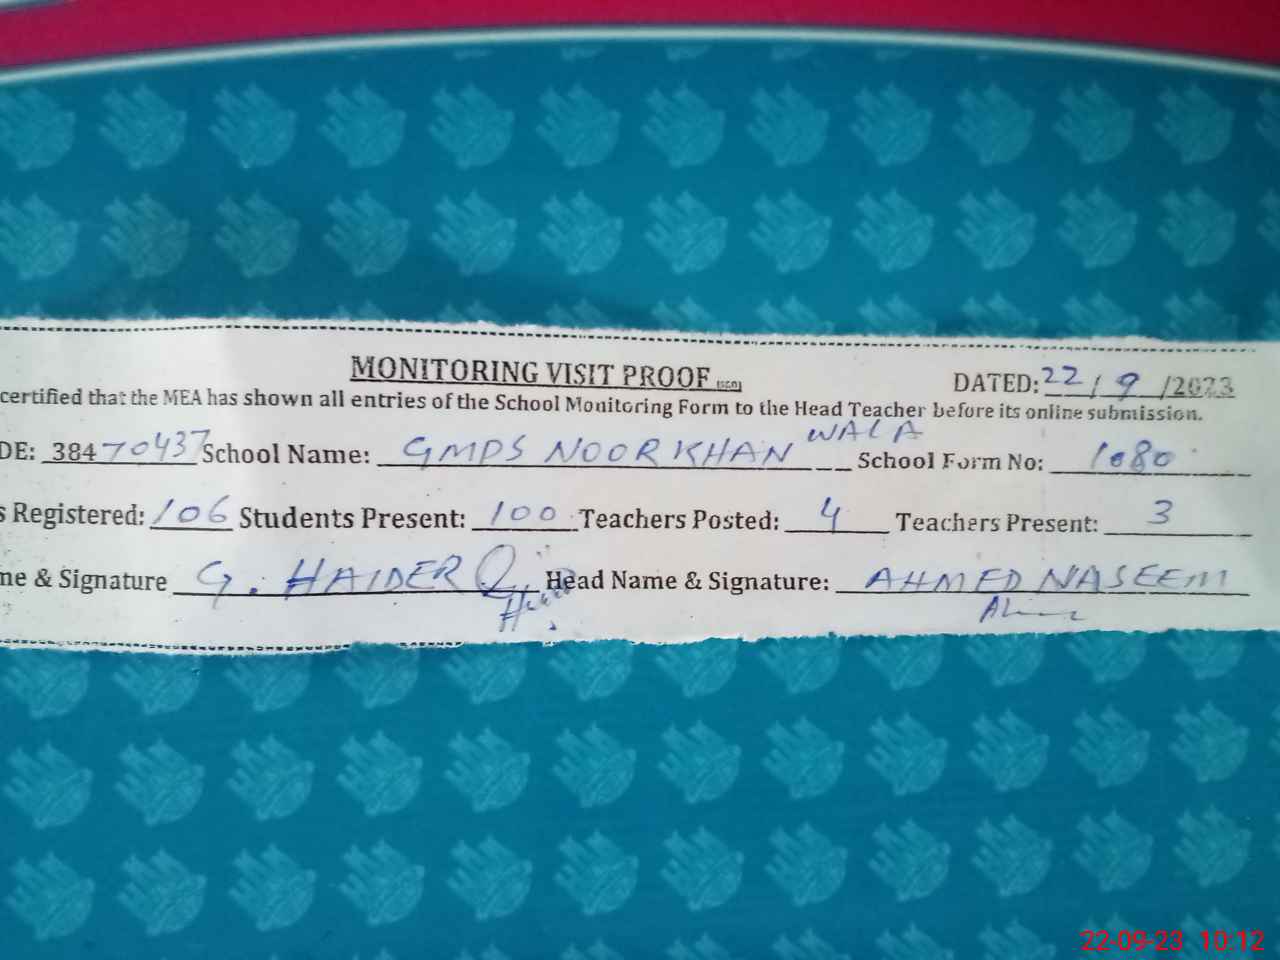 MONITORING VISIT PROOF DATED: 22/9/2023
certified that the MEA has shown all entries of the School Monitoring Form to the Head Teacher before its online submission.
DE: 38470437 School Name: GMPS NOOR KHAN WALA School Form No: 1080
s Registered: 106 Students Present: 100 Teachers Posted: 4 Teachers Present: 3
me & Signature G. HAIDER Head Name & Signature: AHMED NASEEM
22-09-23 10:12